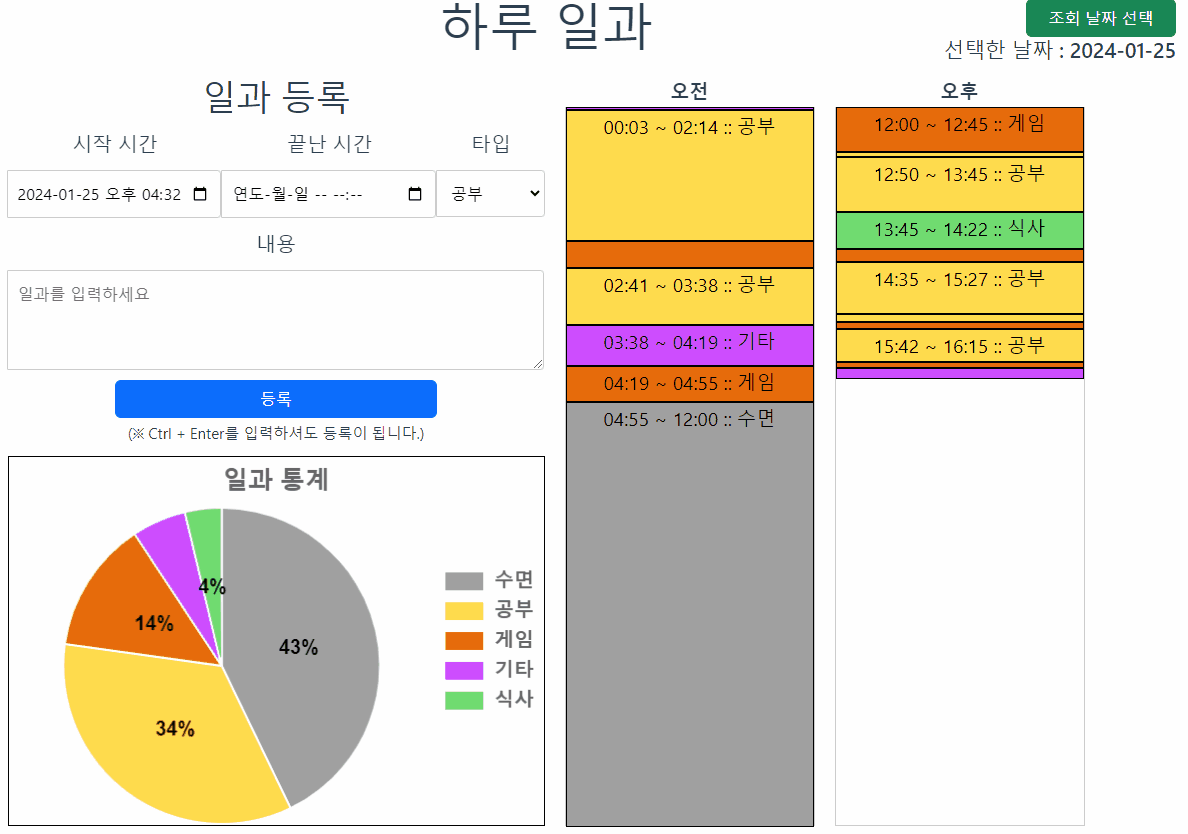 하루 일과
조회 날짜 선택
선택한 날짜 : 2024-01-25
일과 등록
시작 시간 끝난 시간 타입
2024-01-25 오후 04:32 연도-월-일 -- --:-- 공부
내용
일과를 입력하세요
등록
(※ Ctrl + Enter를 입력하셔도 등록이 됩니다.)
일과 통계
43%
34%
14%
4%
수면
공부
게임
기타
식사
오전
00:03 ~ 02:14 :: 공부
02:41 ~ 03:38 :: 공부
03:38 ~ 04:19 :: 기타
04:19 ~ 04:55 :: 게임
04:55 ~ 12:00 :: 수면
오후
12:00 ~ 12:45 :: 게임
12:50 ~ 13:45 :: 공부
13:45 ~ 14:22 :: 식사
14:35 ~ 15:27 :: 공부
15:42 ~ 16:15 :: 공부